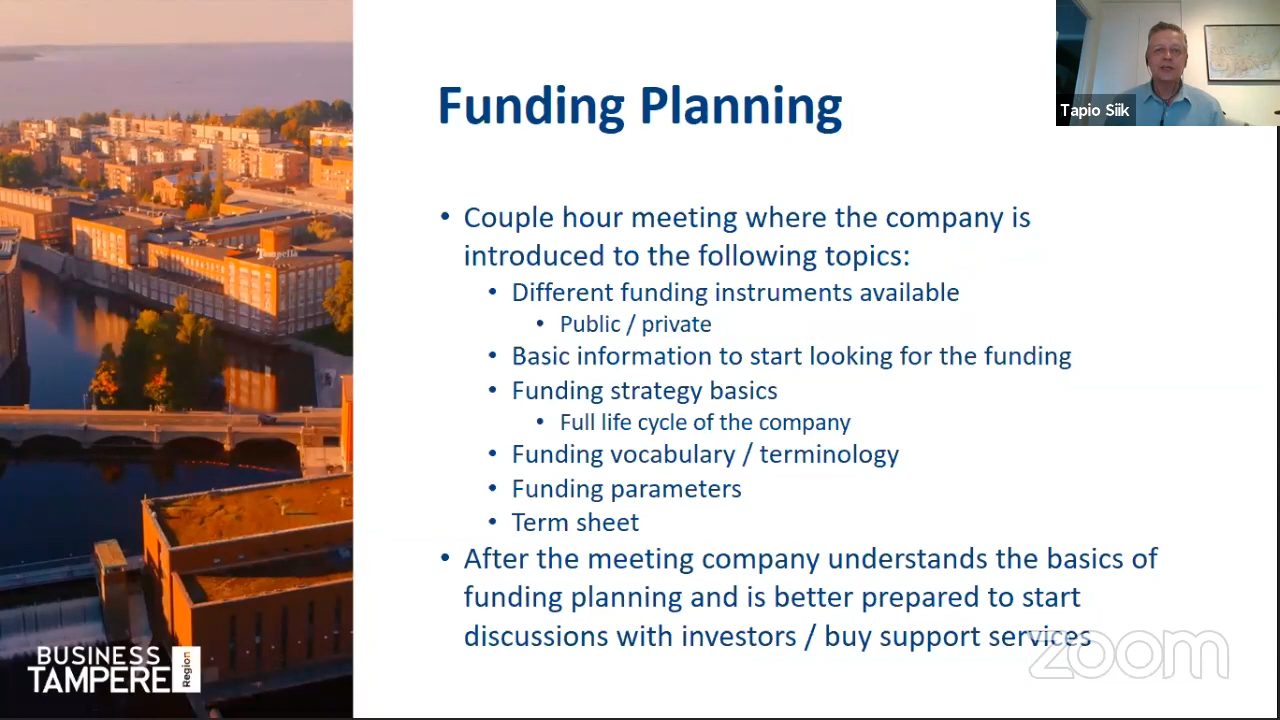 Funding Planning
Tapio Siik
• Couple hour meeting where the company is
introduced to the following topics:
• Different funding instruments available
• Public / private
• Basic information to start looking for the funding
• Funding strategy basics
• Full life cycle of the company
• Funding vocabulary / terminology
• Funding parameters
• Term sheet
• After the meeting company understands the basics of
funding planning and is better prepared to start
discussions with investors / buy support services
Tampella
BUSINESS
TAMPERE
Region
zoom